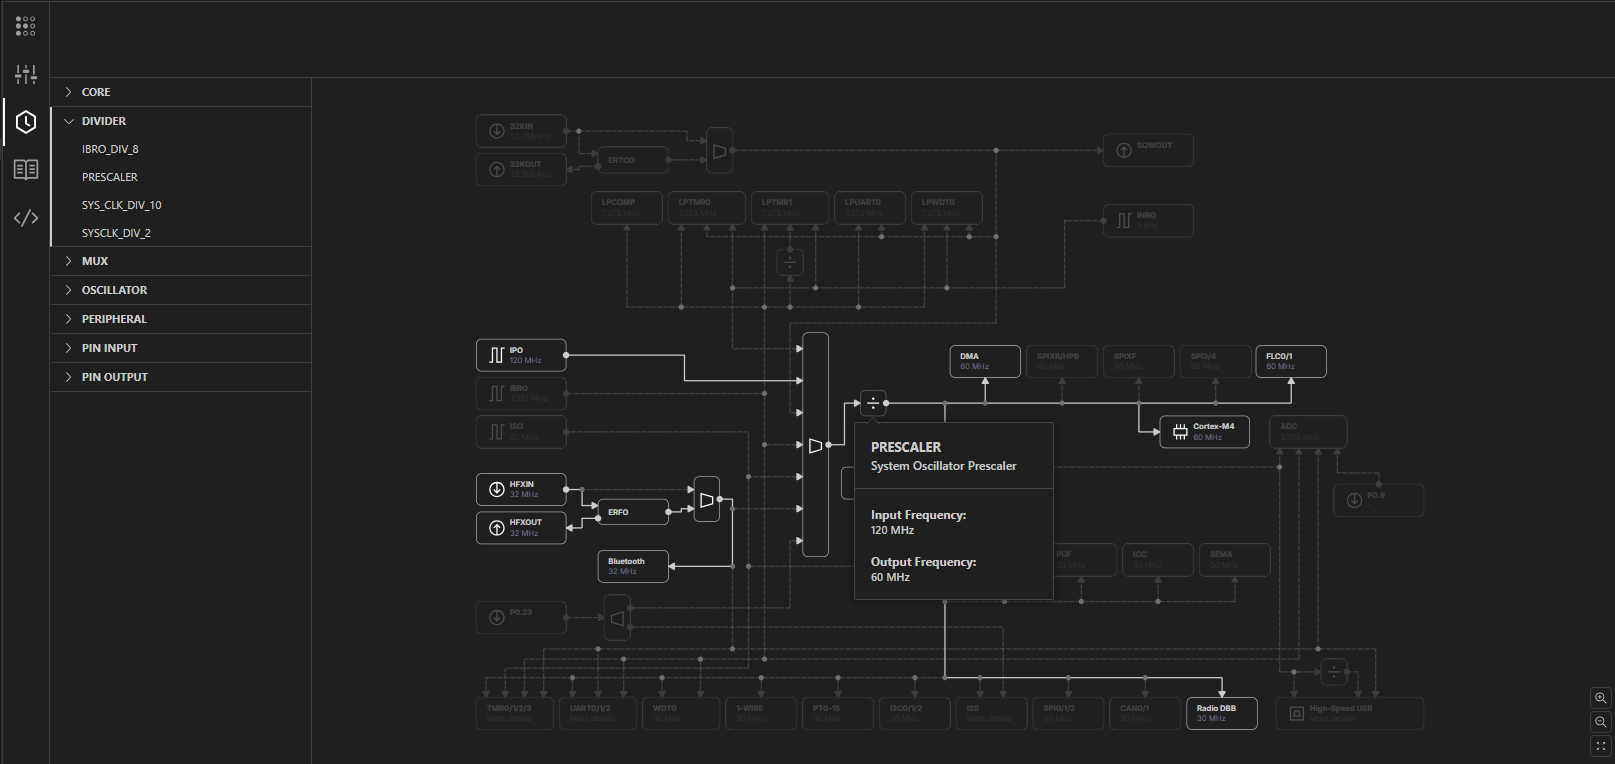 CORE
DIVIDER
IBRO_DIV_8
PRESCALER
SYS_CLK_DIV_10
SYSCLK_DIV_2
MUX
OSCILLATOR
PERIPHERAL
PIN INPUT
PIN OUTPUT
32KIN
32.768 kHz
32KOUT
32.768 kHz
ERTCO
SQWOUT
-
LPCOMP
7.373 MHz
LPTMR0
7.373 MHz
LPTMR1
7.373 MHz
LPUART0
7.373 MHz
LPWDT0
7.373 MHz
INRO
8 kHz
IPO
120 MHz
IBRO
7.373 MHz
ISO
60 MHz
DMA
60 MHz
SPIXR/HPB
60 MHz
SPIXF
60 MHz
SPI3/4
60 MHz
FLC0/1
60 MHz
Cortex-M4
60 MHz
ADC
3.750 MHz
PRESCALER
System Oscillator Prescaler
Input Frequency:
120 MHz
Output Frequency:
60 MHz
HFXIN
32 MHz
HFXOUT
32 MHz
ERFO
Bluetooth
32 MHz
P0.9
-
PUF
30 MHz
ICC
30 MHz
SEMA
30 MHz
P0.23
-
TMR0/1/2/3
More details
UART0/1/2
More details
WDT0
30 MHz
1-WIRE
30 MHz
PT0-15
30 MHz
I2C0/1/2
30 MHz
I2S
More details
SPI0/1/2
30 MHz
CAN0/1
30 MHz
Radio DBB
30 MHz
High-Speed USB
More details